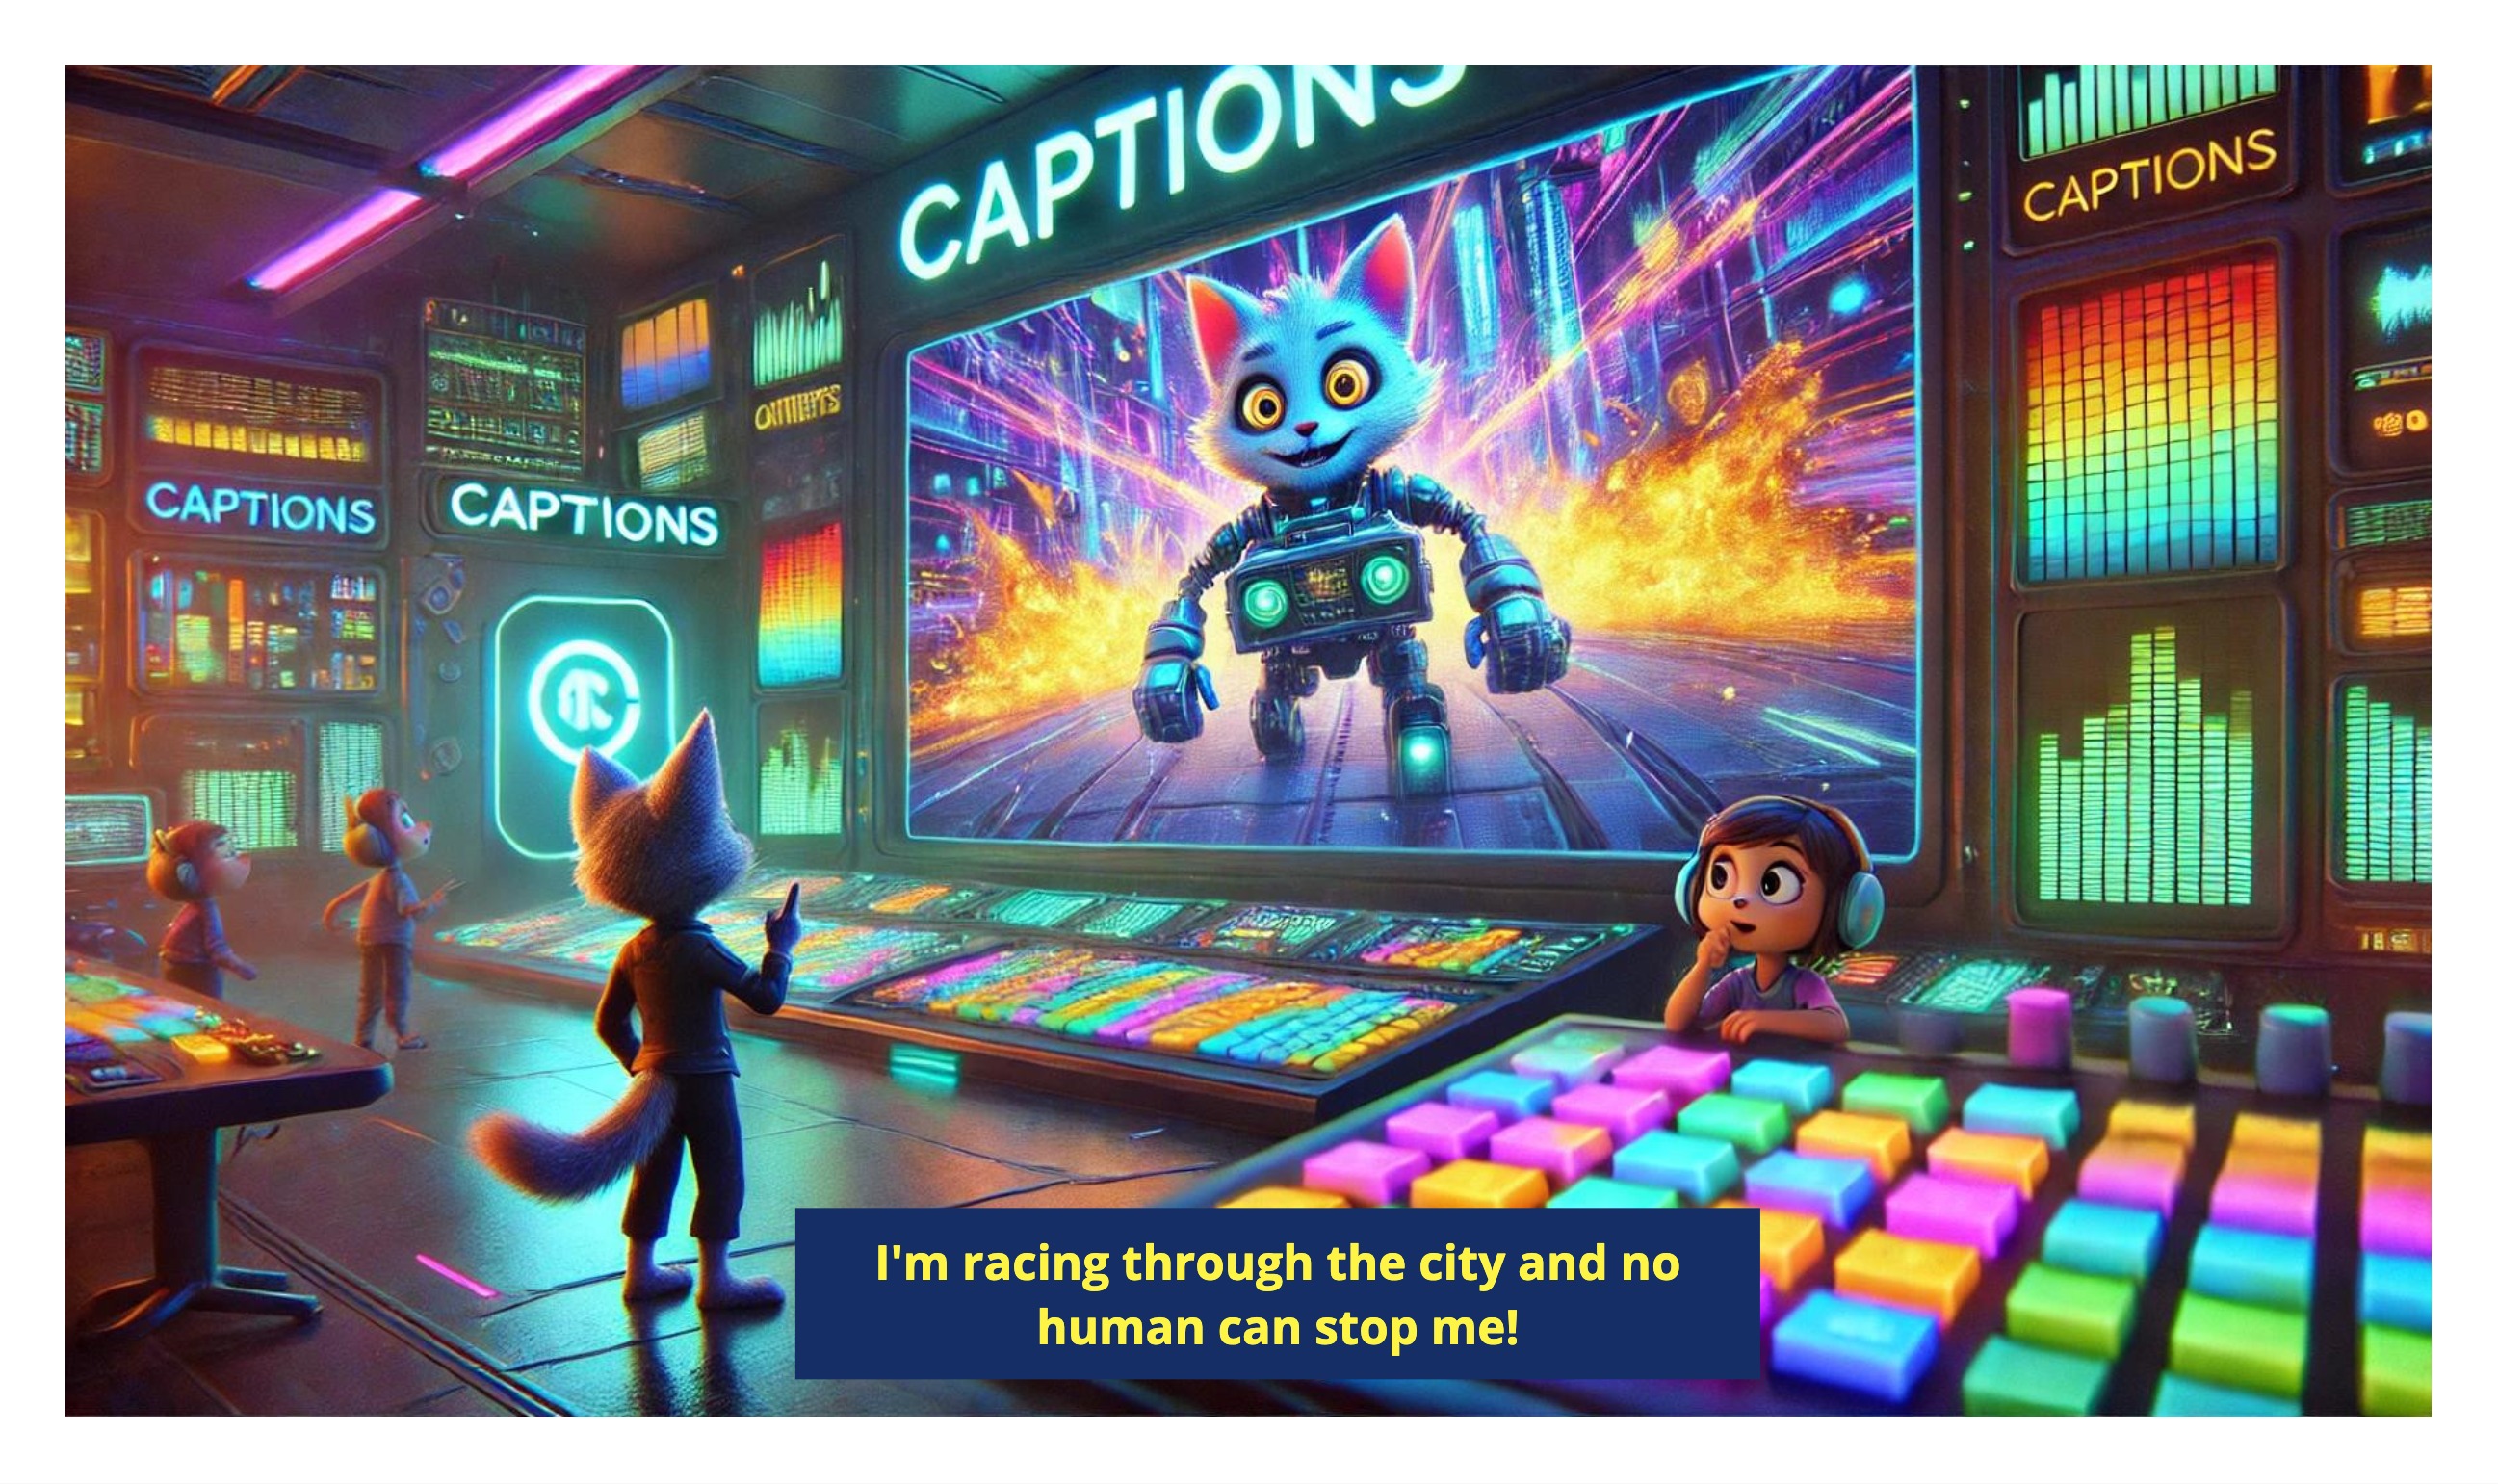 CAPTIONS
CAPTIONS
CAPTIONS
CAPTIONS
I'm racing through the city and no
human can stop me!